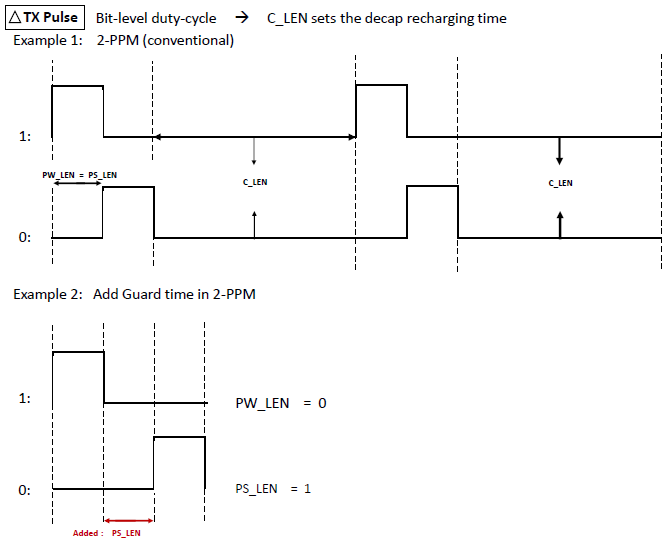 △TX Pulse Bit-level duty-cycle → C_LEN sets the decap recharging time
Example 1: 2-PPM (conventional)
1:
PW_LEN = PS_LEN
C_LEN
C_LEN
0:
Example 2: Add Guard time in 2-PPM
1:
PW_LEN = 0
0:
PS_LEN = 1
Added : PS_LEN